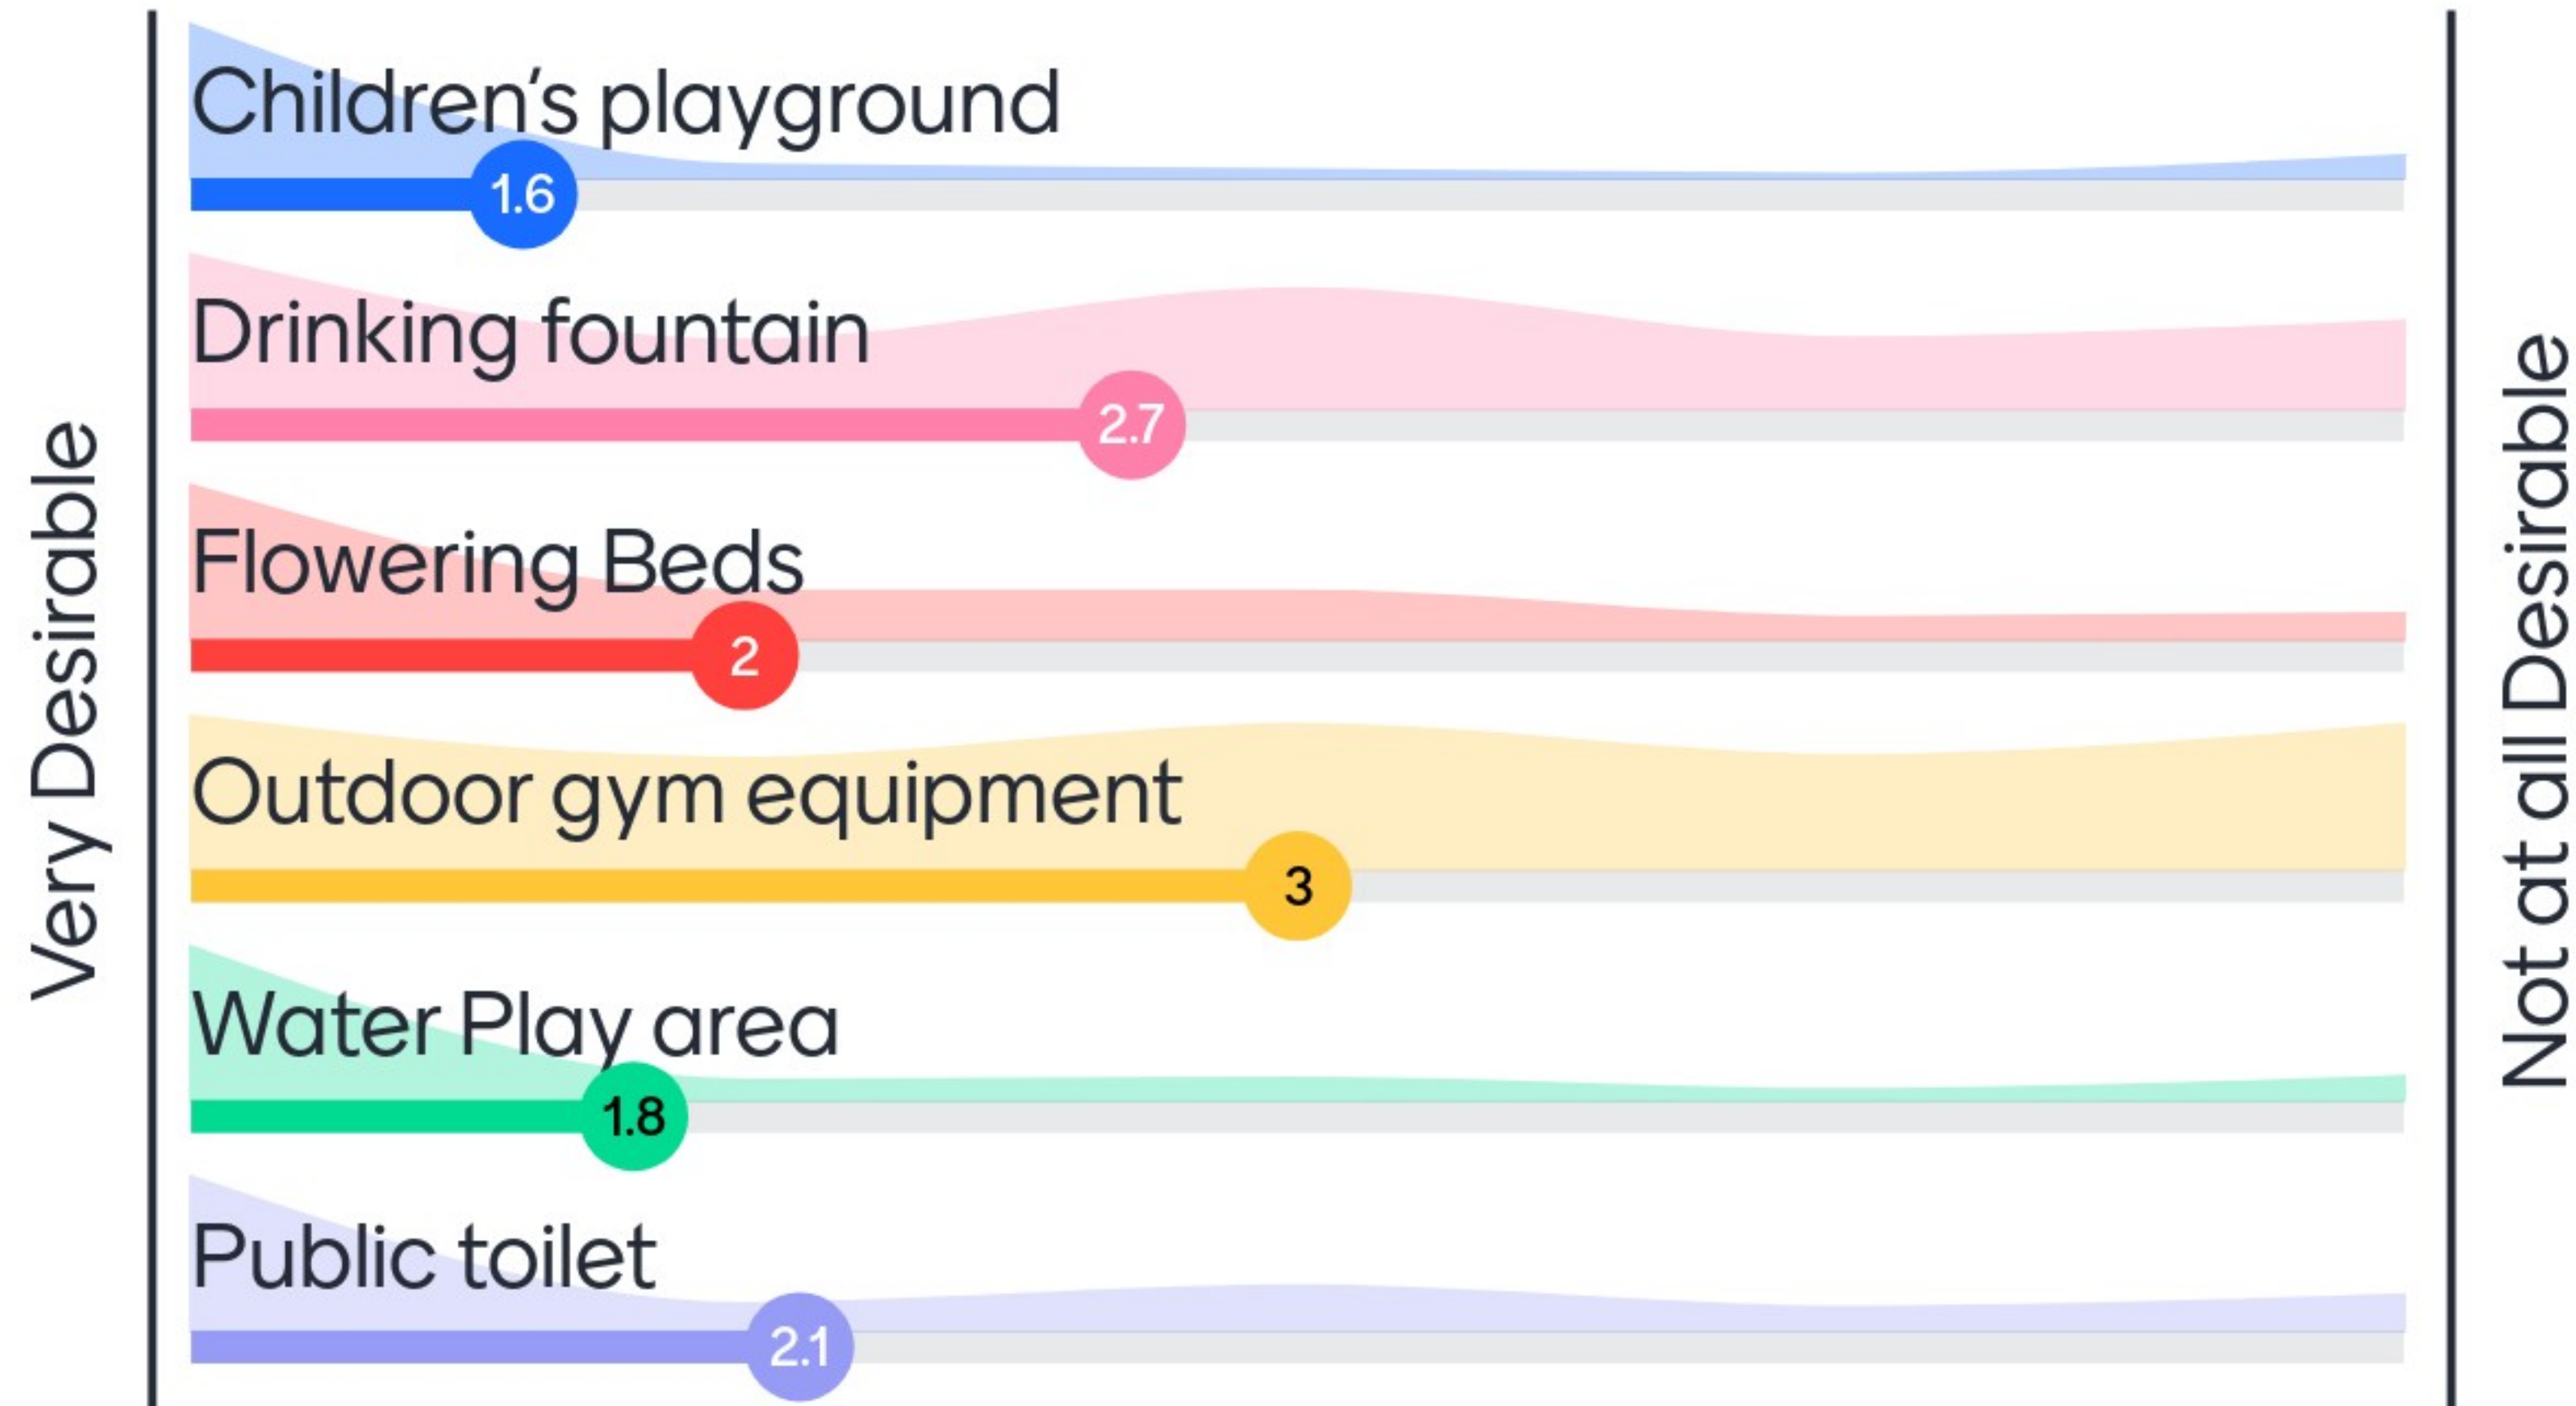 Very Desirable
Children's playground
1.6
Drinking fountain
2.7
Flowering Beds
2
Outdoor gym equipment
3
Water Play area
1.8
Public toilet
2.1
Not at all Desirable